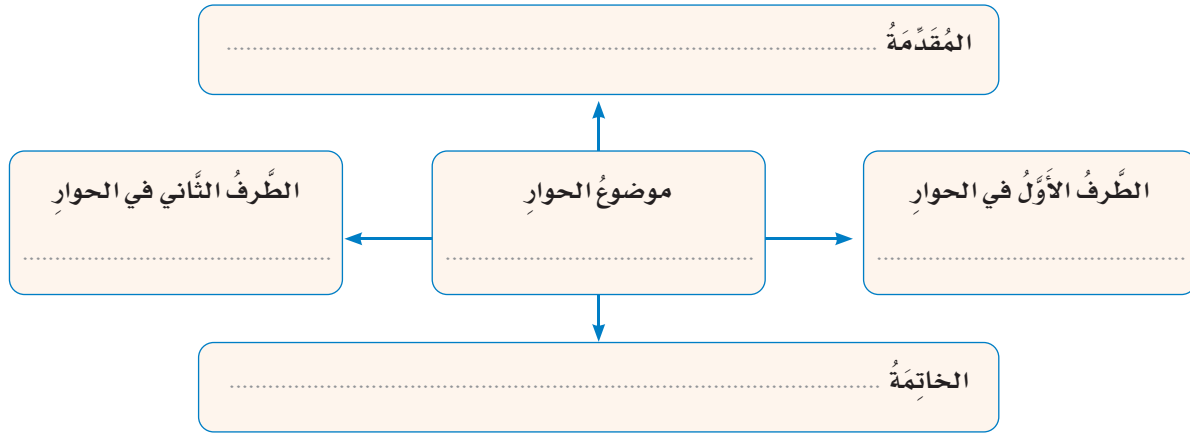 المُقَدِّمَةُ ........................................................
الطَّرفُ الأَوَّلُ في الحوارِ
........................................................
موضوعُ الحوارِ
........................................................
الطَّرفُ الثَّاني في الحوارِ
........................................................
الخاتِمَةُ ........................................................